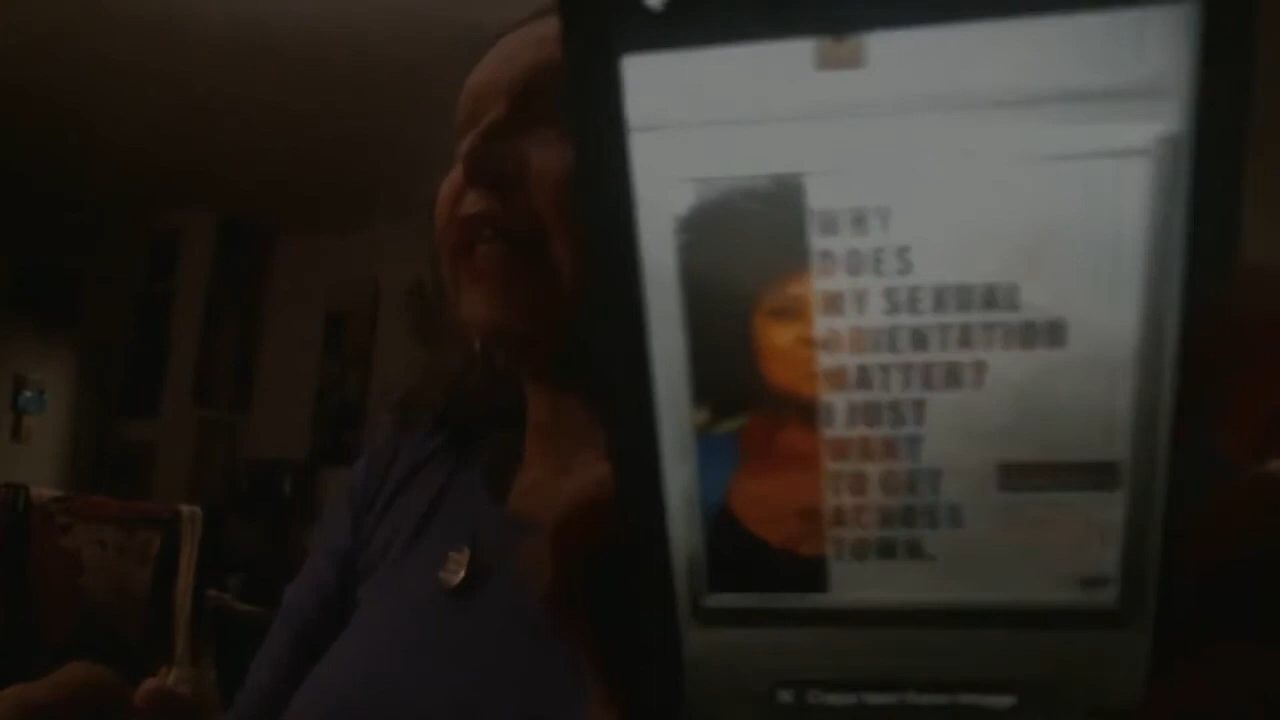 WHY
DOES
MY SEXUAL
ORIENTATION
MATTER?
I JUST
WANT
TO GET
ACROSS
TOWN.